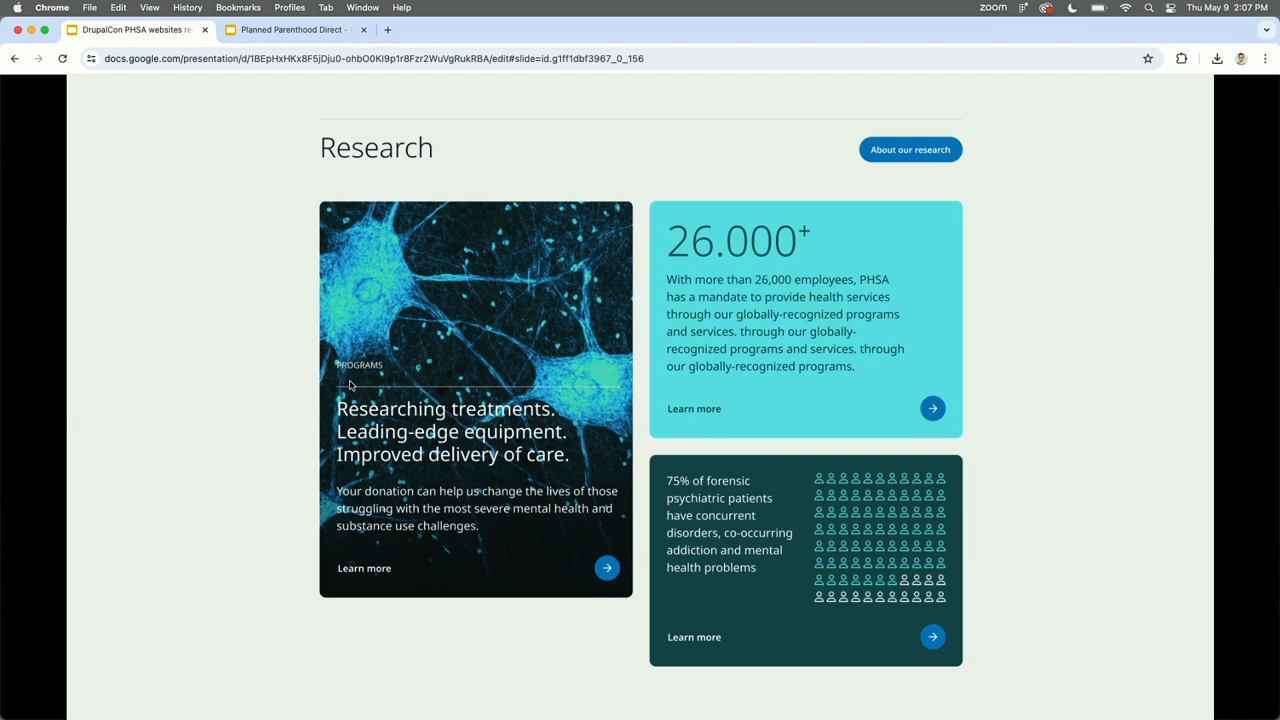 Chrome File Edit View History Bookmarks Profiles Tab Window Help
zoom
Thu May 9 2:07 PM
DrupalCon PHSA websites re
Planned Parenthood Direct -
docs.google.com/presentation/d/1BEpHxHKx8F5jDju0-ohbO0KI9p1r8Fzr2WuVgRukRBA/edit#slide=id.g1ff1dbf3967_0_156
Research
About our research
PROGRAMS
Researching treatments.
Leading-edge equipment.
Improved delivery of care.
Your donation can help us change the lives of those
struggling with the most severe mental health and
substance use challenges.
Learn more
26.000+
With more than 26,000 employees, PHSA
has a mandate to provide health services
through our globally-recognized programs
and services. through our globally-
recognized programs and services. through
our globally-recognized programs.
Learn more
75% of forensic
psychiatric patients
have concurrent
disorders, co-occurring
addiction and mental
health problems
Learn more